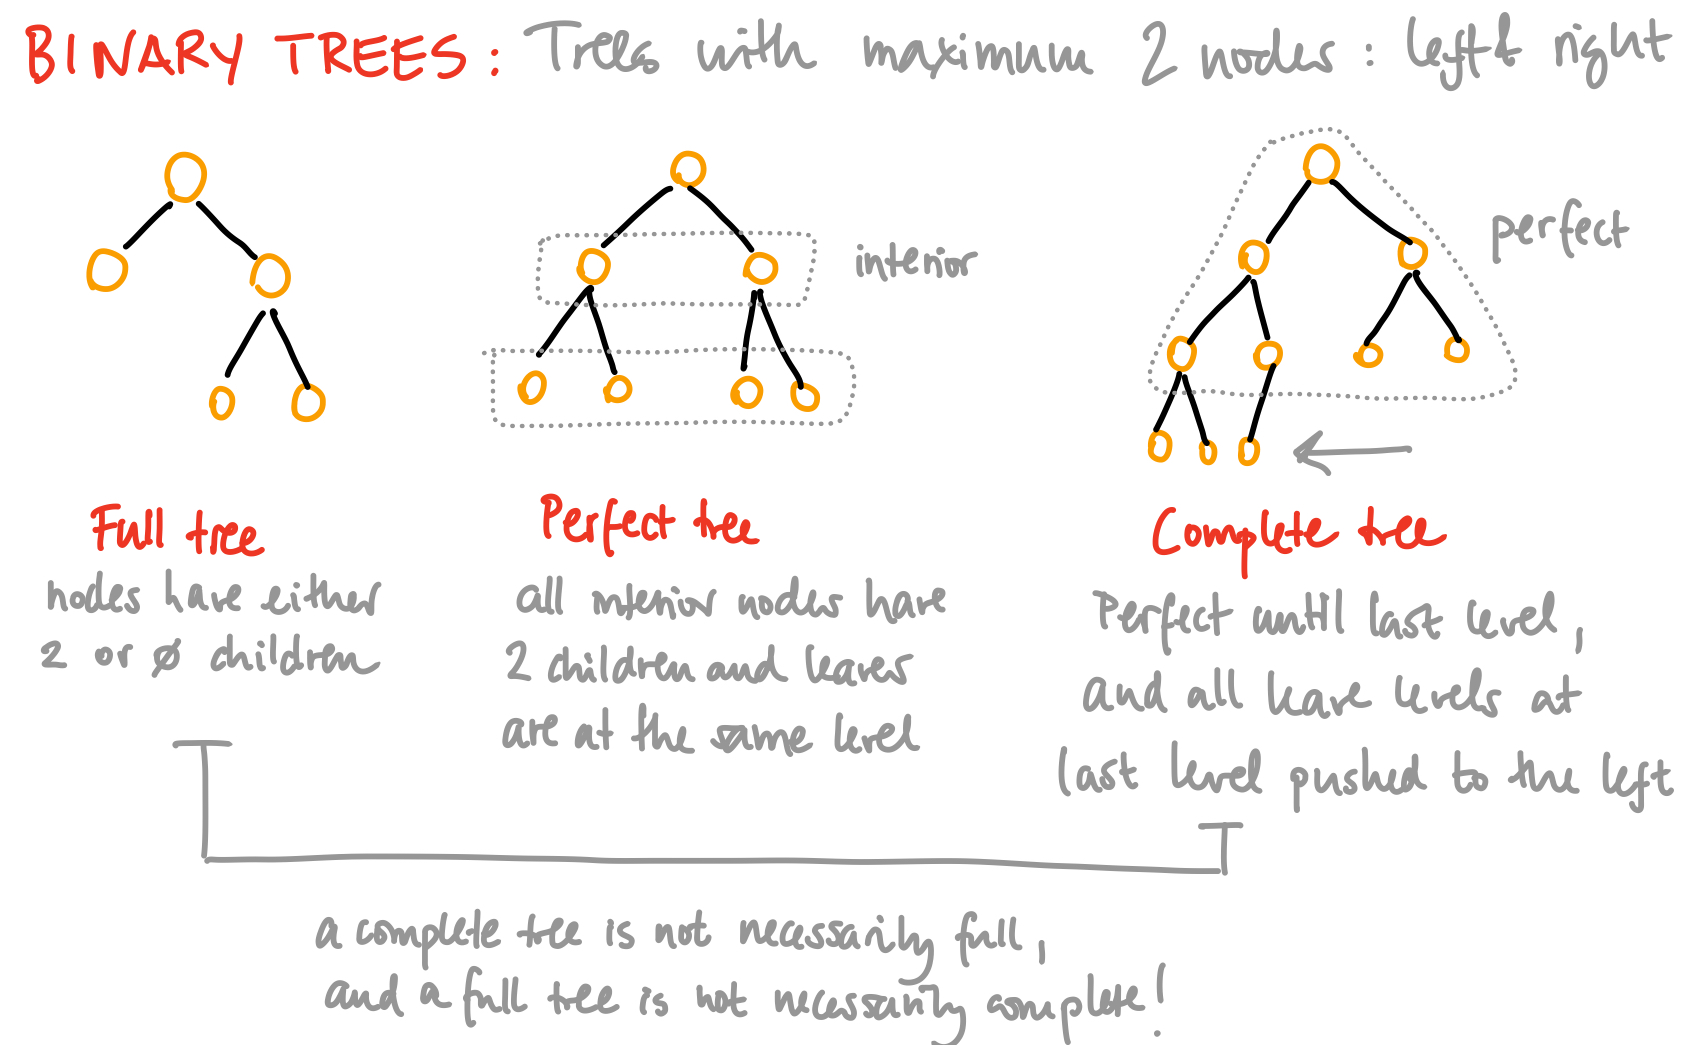 BINARY TREES: Trees with maximum 2 nodes: left & right
interior
perfect
Full tree
nodes have either
2 or ø children
Perfect tree
all interior nodes have
2 children and leaves
are at the same level
Complete tree
Perfect until last level,
and all leave levels at
last level pushed to the left
a complete tree is not necessarily full,
and a full tree is not necessarily complete!